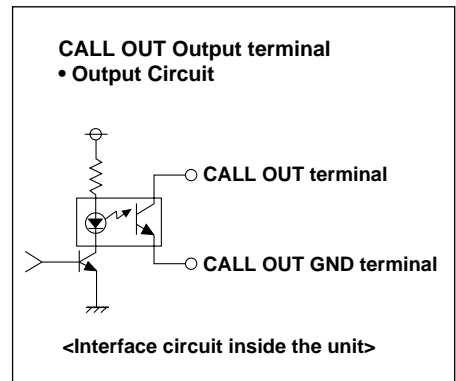 CALL OUT Output terminal
• Output Circuit
CALL OUT terminal
CALL OUT GND terminal
<Interface circuit inside the unit>